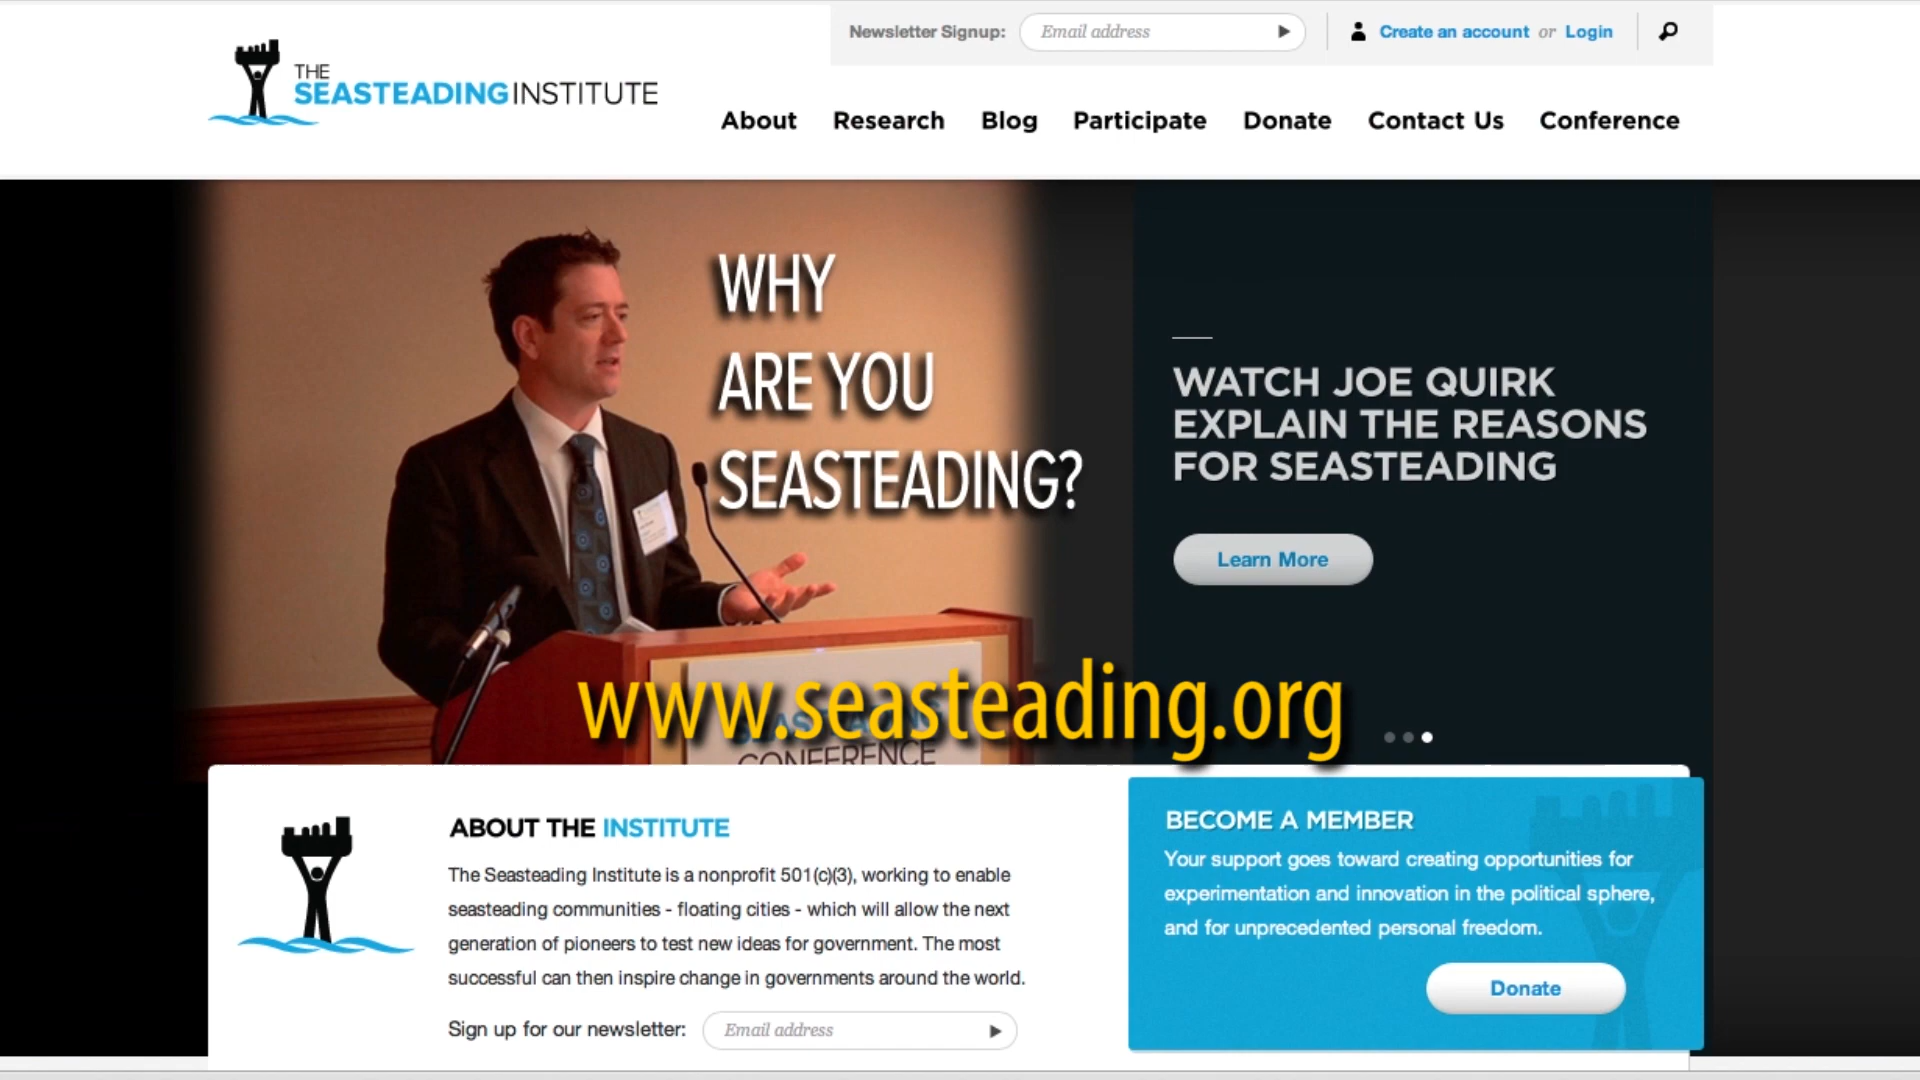 Newsletter Signup: Email address Create an account or Login
THE
SEASTEADINGINSTITUTE
About Research Blog Participate Donate Contact Us Conference
WHY
ARE YOU
SEASTEADING?
WATCH JOE QUIRK
EXPLAIN THE REASONS
FOR SEASTEADING
Learn More
www.seasteading.org
CONFERENCE
ABOUT THE INSTITUTE
The Seasteading Institute is a nonprofit 501(c)(3), working to enable
seasteading communities - floating cities - which will allow the next
generation of pioneers to test new ideas for government. The most
successful can then inspire change in governments around the world.
Sign up for our newsletter: Email address
BECOME A MEMBER
Your support goes toward creating opportunities for
experimentation and innovation in the political sphere,
and for unprecedented personal freedom.
Donate